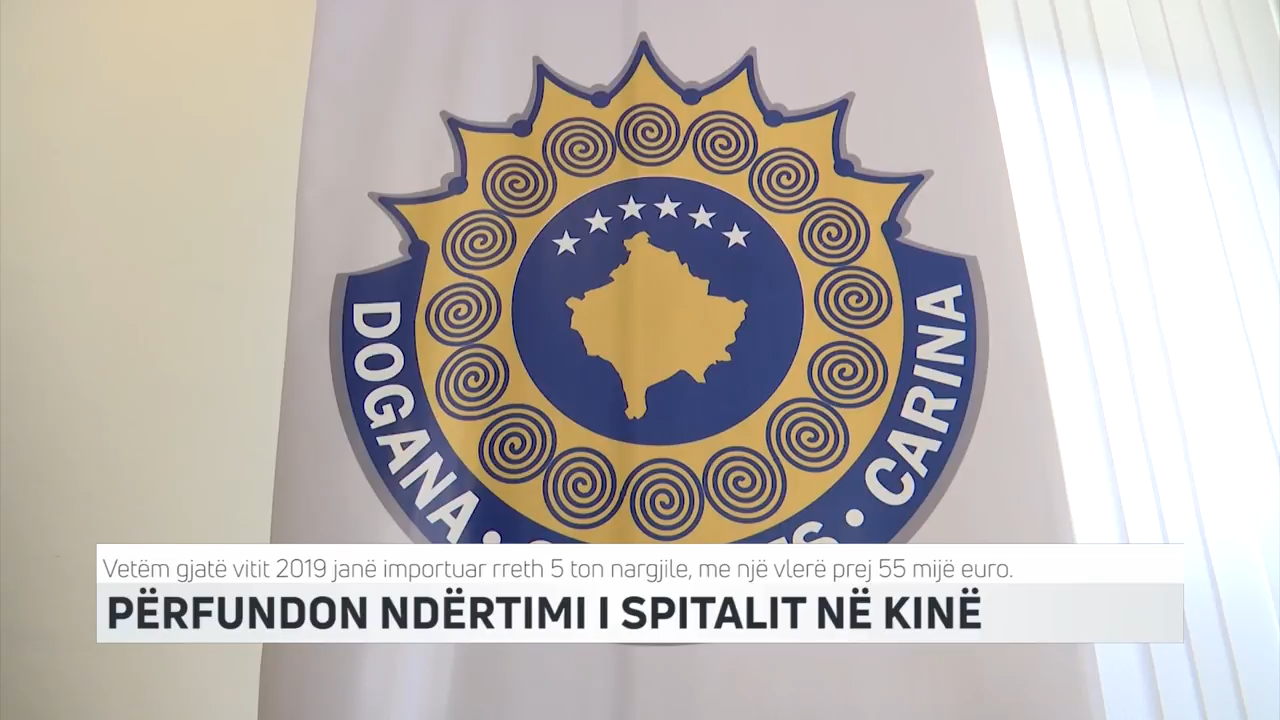 DOGANA • • CARINA
Vetëm gjatë vitit 2019 janë importuar rreth 5 ton nargjile, me një vlerë prej 55 mijë euro.
PËRFUNDON NDËRTIMI I SPITALIT NË KINË